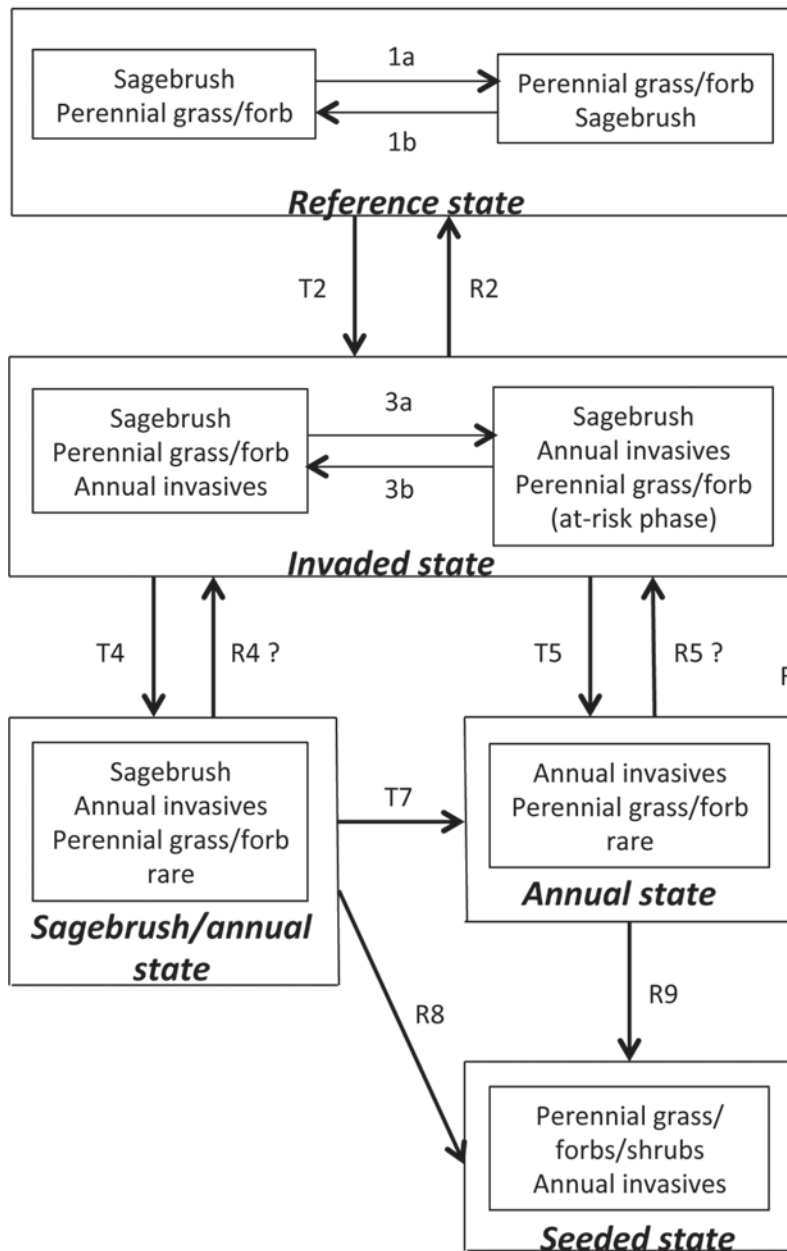 Sagebrush
Perennial grass/forb
1a
1b
Perennial grass/forb
Sagebrush
Reference state
T2
R2
Sagebrush
Perennial grass/forb
Annual invasives
3a
3b
Sagebrush
Annual invasives
Perennial grass/forb
(at-risk phase)
Invaded state
T4
R4 ?
T5
R5 ?
Sagebrush
Annual invasives
Perennial grass/forb
rare
Sagebrush/annual
state
T7
Annual invasives
Perennial grass/forb
rare
Annual state
R8
R9
Perennial grass/
forbs/shrubs
Annual invasives
Seeded state